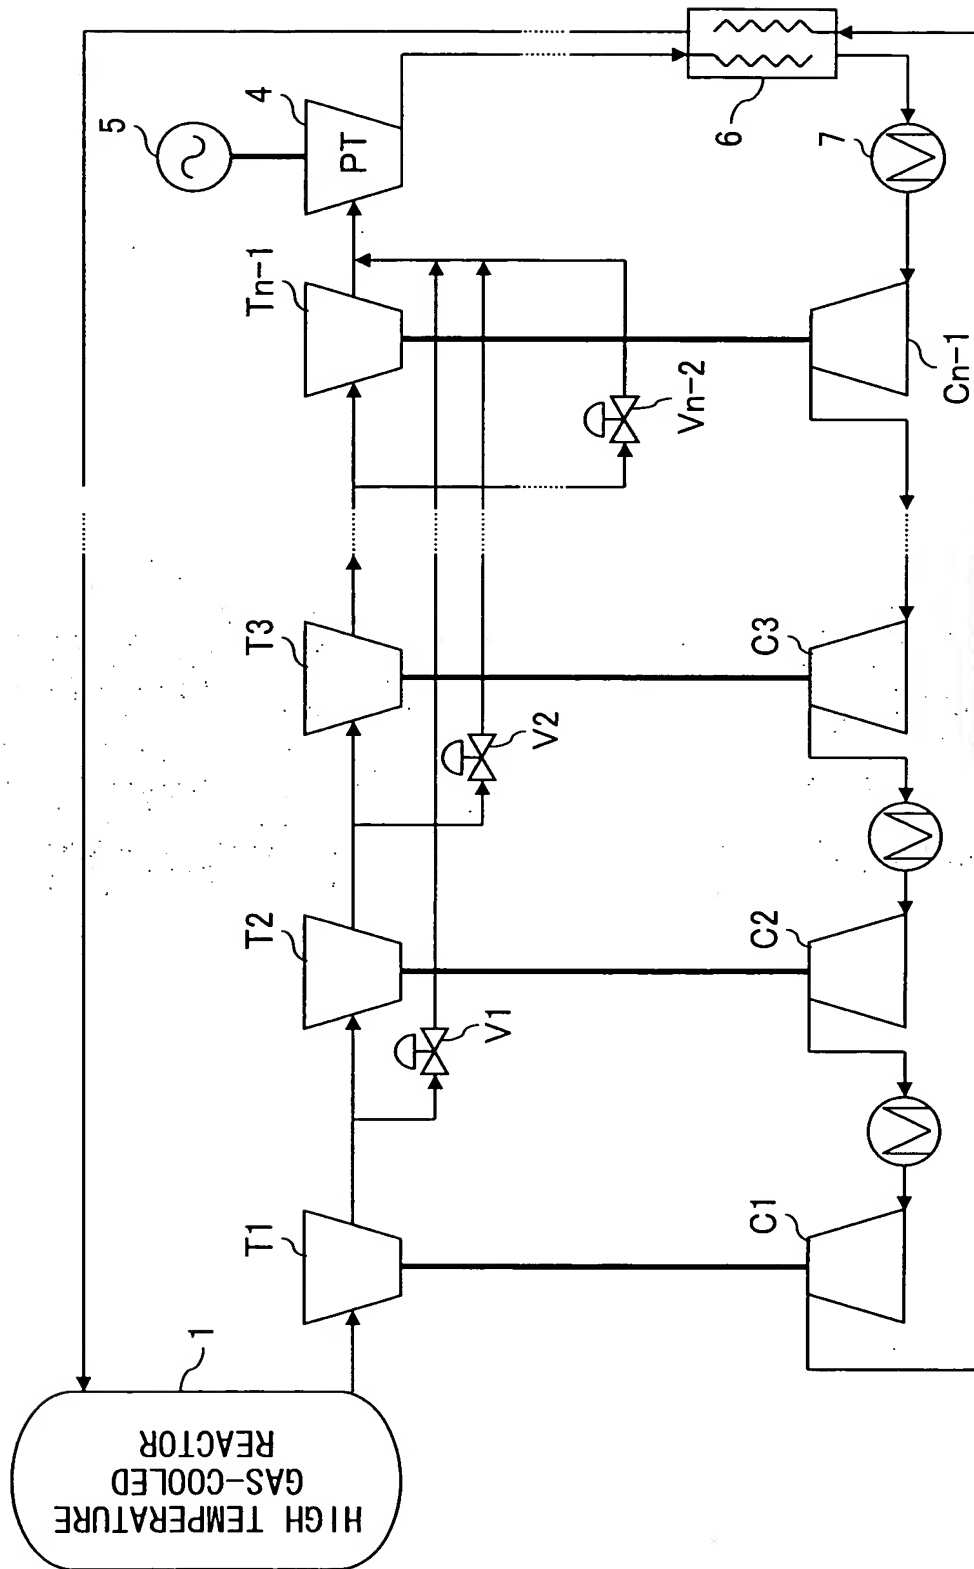 HIGH TEMPERATURE
GAS-COOLED
REACTOR
1
T1
T2
T3
Tn-1
4
PT
5
V1
V2
Vn-2
6
7
C1
C2
C3
Cn-1